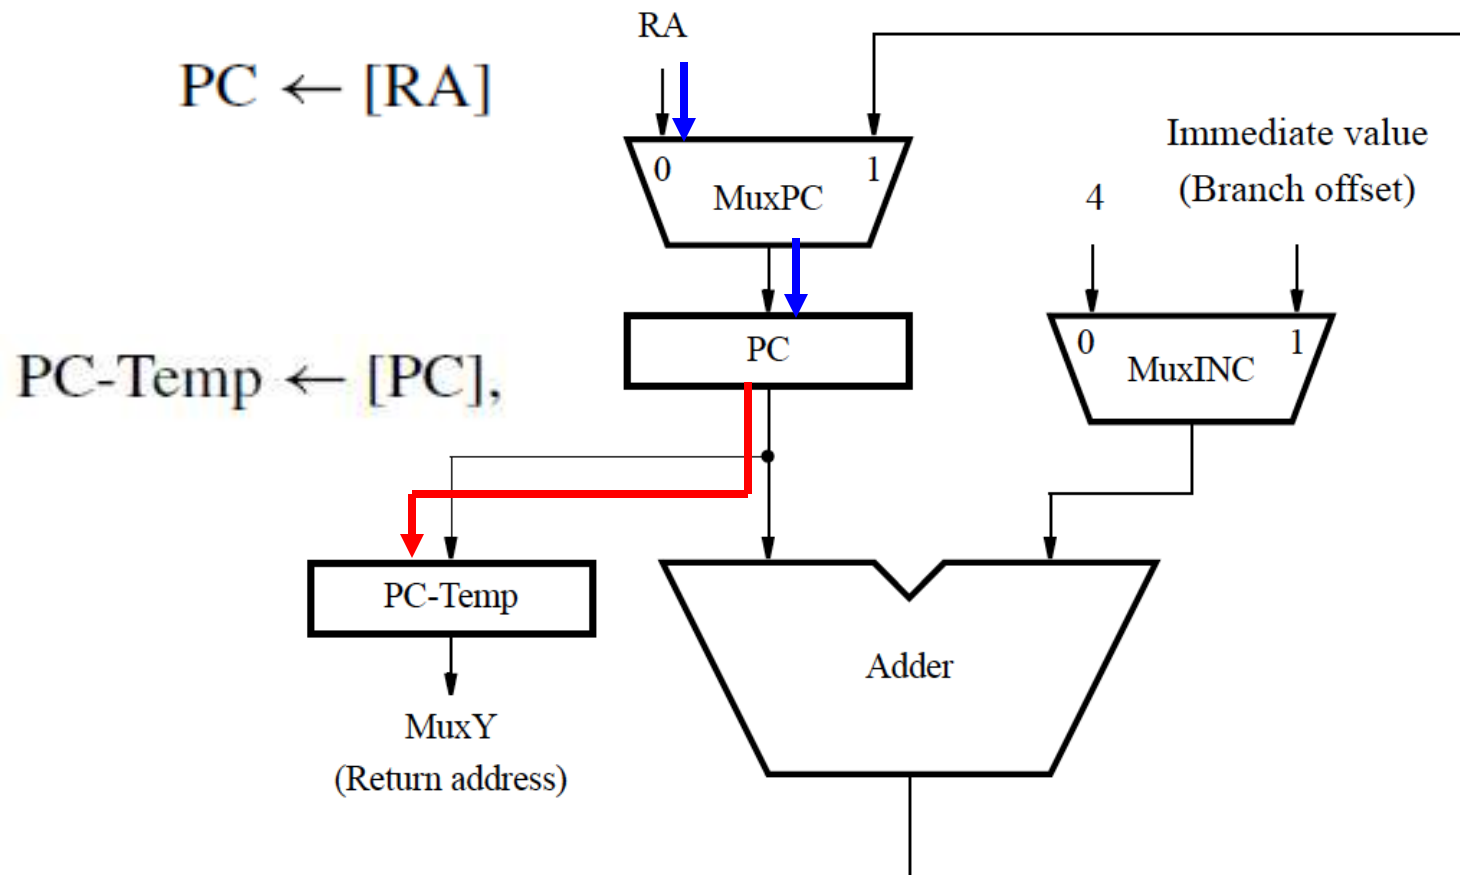 RA
PC ← [RA]
Immediate value
(Branch offset)
4
0
1
MuxPC
PC
0
1
MuxINC
PC-Temp ← [PC],
PC-Temp
Adder
MuxY
(Return address)